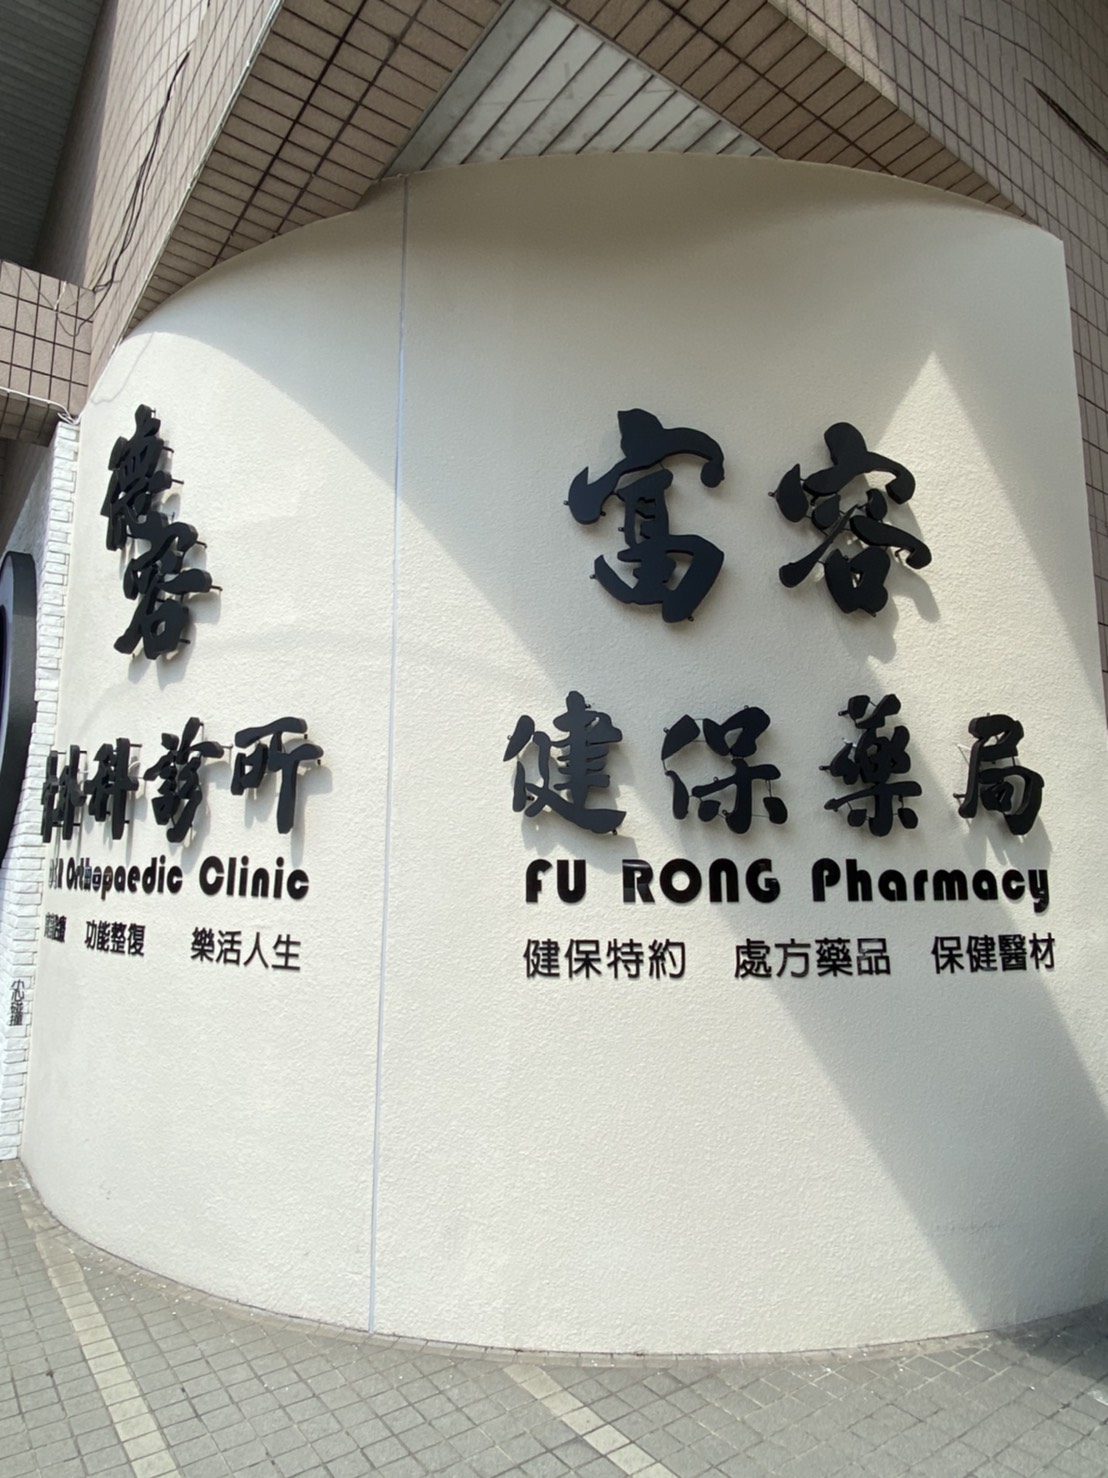 德容
骨科診所
Orthopaedic Clinic
功能整復 樂活人生
富容
健保藥局
FU RONG Pharmacy
健保特約 處方藥品 保健醫材